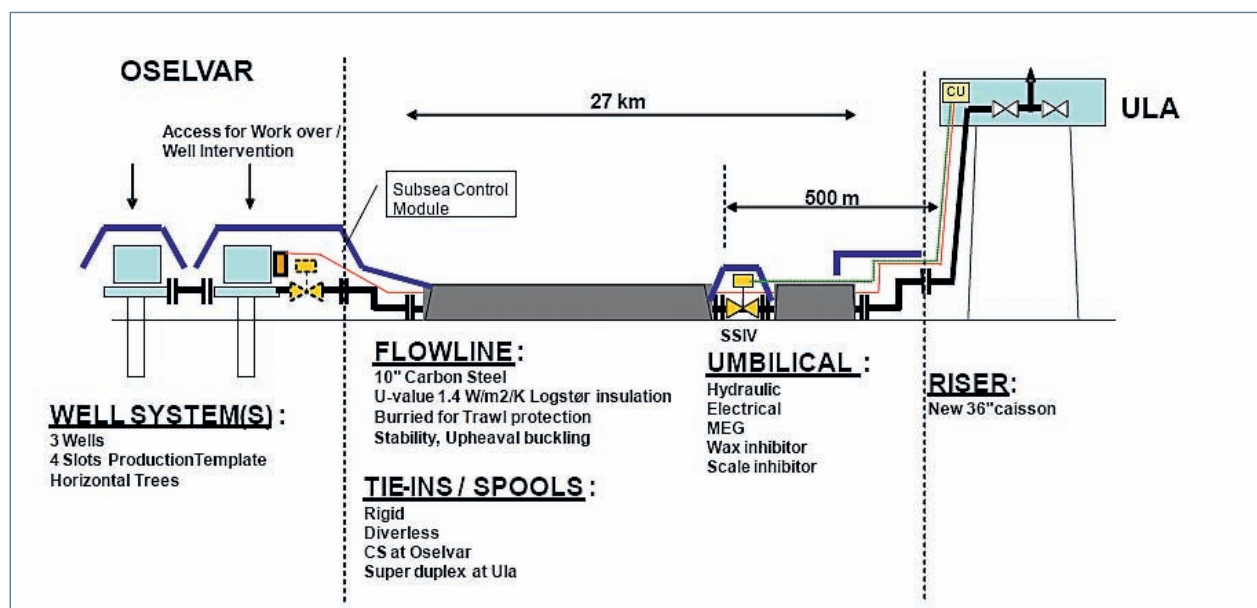 OSELVAR
Access for Work over /
Well Intervention
27 km
CU
ULA
Subsea Control
Module
500 m
SSIV
WELL SYSTEM(S) :
3 Wells
4 Slots ProductionTemplate
Horizontal Trees
FLOWLINE :
10" Carbon Steel
U-value 1.4 W/m2/K Logstør insulation
Burried for Trawl protection
Stability, Upheaval buckling
TIE-INS / SPOOLS :
Rigid
Diverless
CS at Oselvar
Super duplex at Ula
UMBILICAL :
Hydraulic
Electrical
MEG
Wax inhibitor
Scale inhibitor
RISER:
New 36"caisson